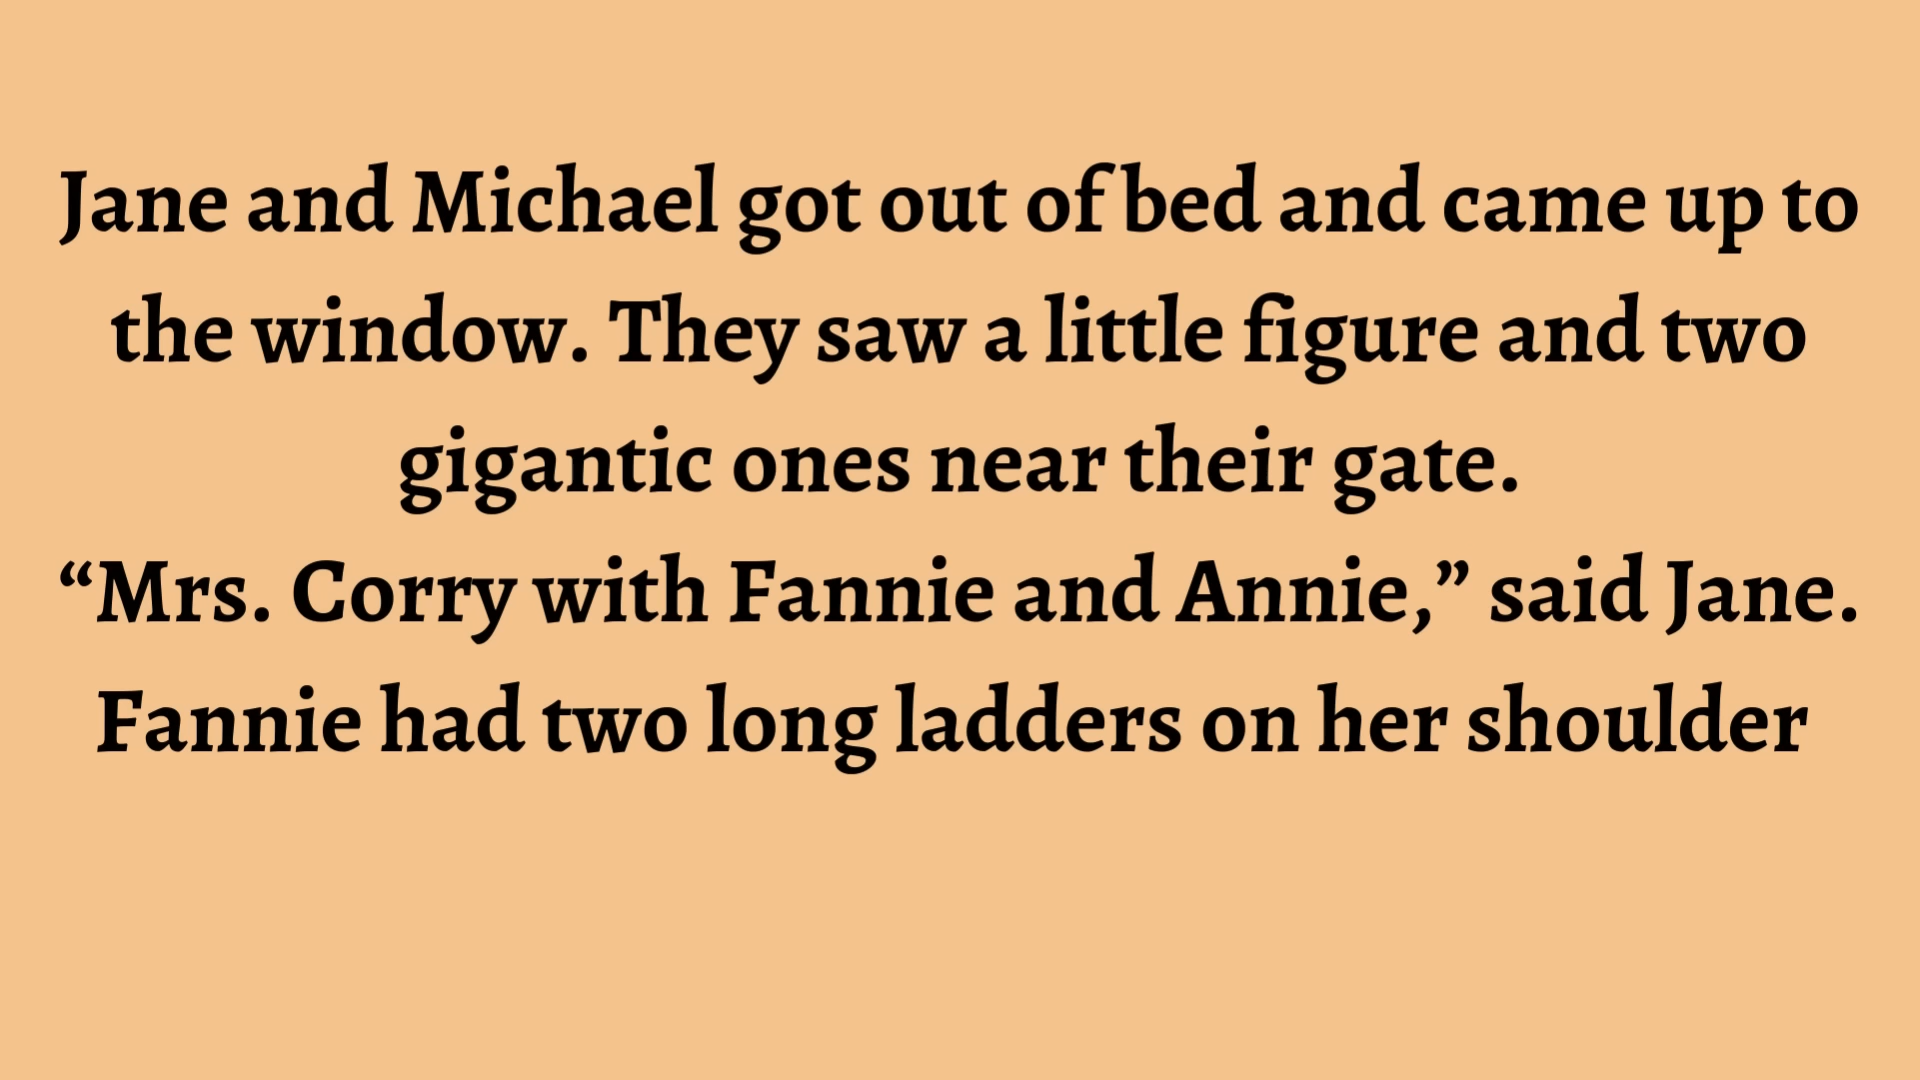 Jane and Michael got out of bed and came up to
the window. They saw a little figure and two
gigantic ones near their gate.
“Mrs. Corry with Fannie and Annie,” said Jane.
Fannie had two long ladders on her shoulder